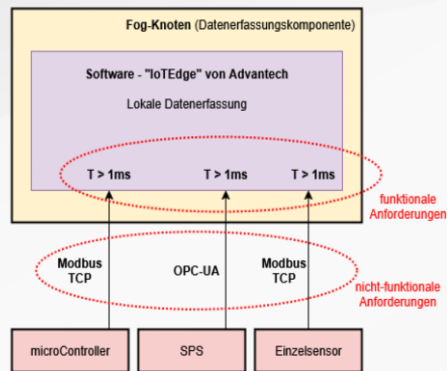 Fog-Knoten (Datenerfassungskomponente)
Software - "IoTEdge" von Advantech
Lokale Datenerfassung
T > 1ms T > 1ms T > 1ms
funktionale
Anforderungen
Modbus
TCP
OPC-UA
Modbus
TCP
nicht-funktionale
Anforderungen
microController
SPS
Einzelsensor